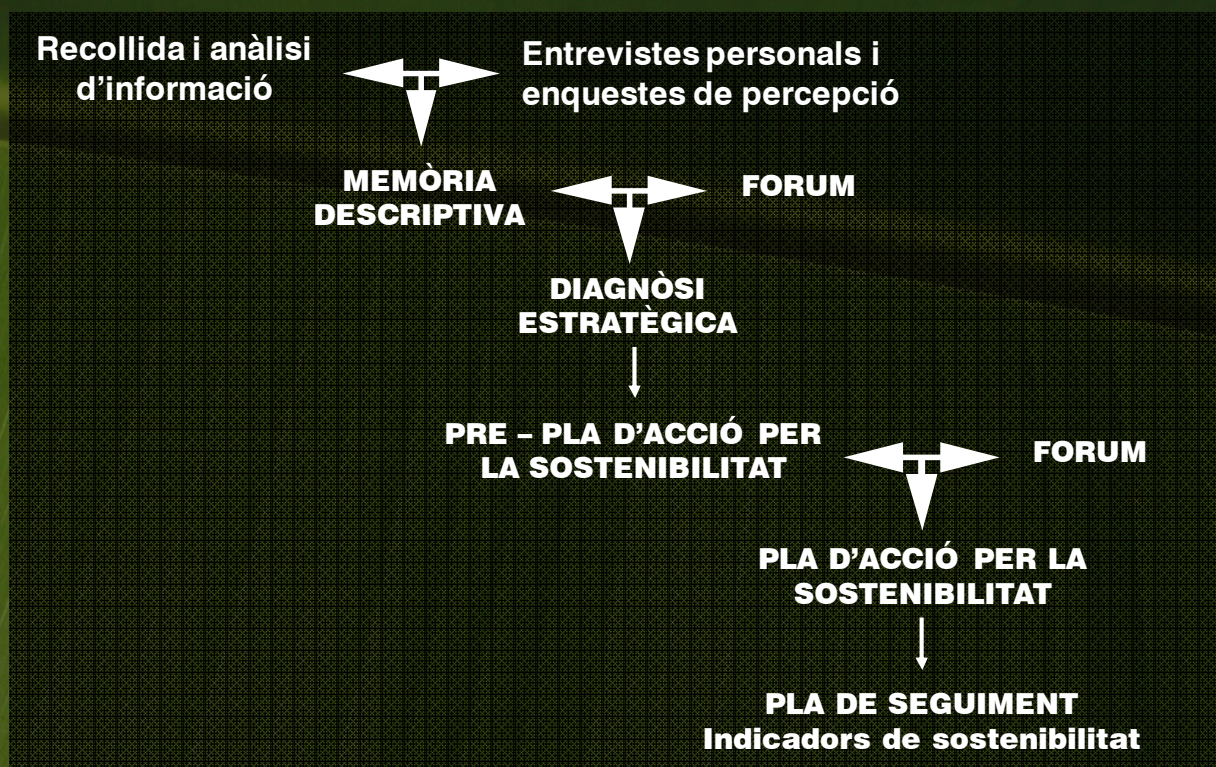 Recollida i anàlisi
d’informació
Entrevistes personals i
enquestes de percepció
MEMÒRIA
DESCRIPTIVA
FORUM
DIAGNÒSI
ESTRATÈGICA
PRE – PLA D’ACCIÓ PER
LA SOSTENIBILITAT
FORUM
PLA D’ACCIÓ PER LA
SOSTENIBILITAT
PLA DE SEGUIMENT
Indicadors de sostenibilitat